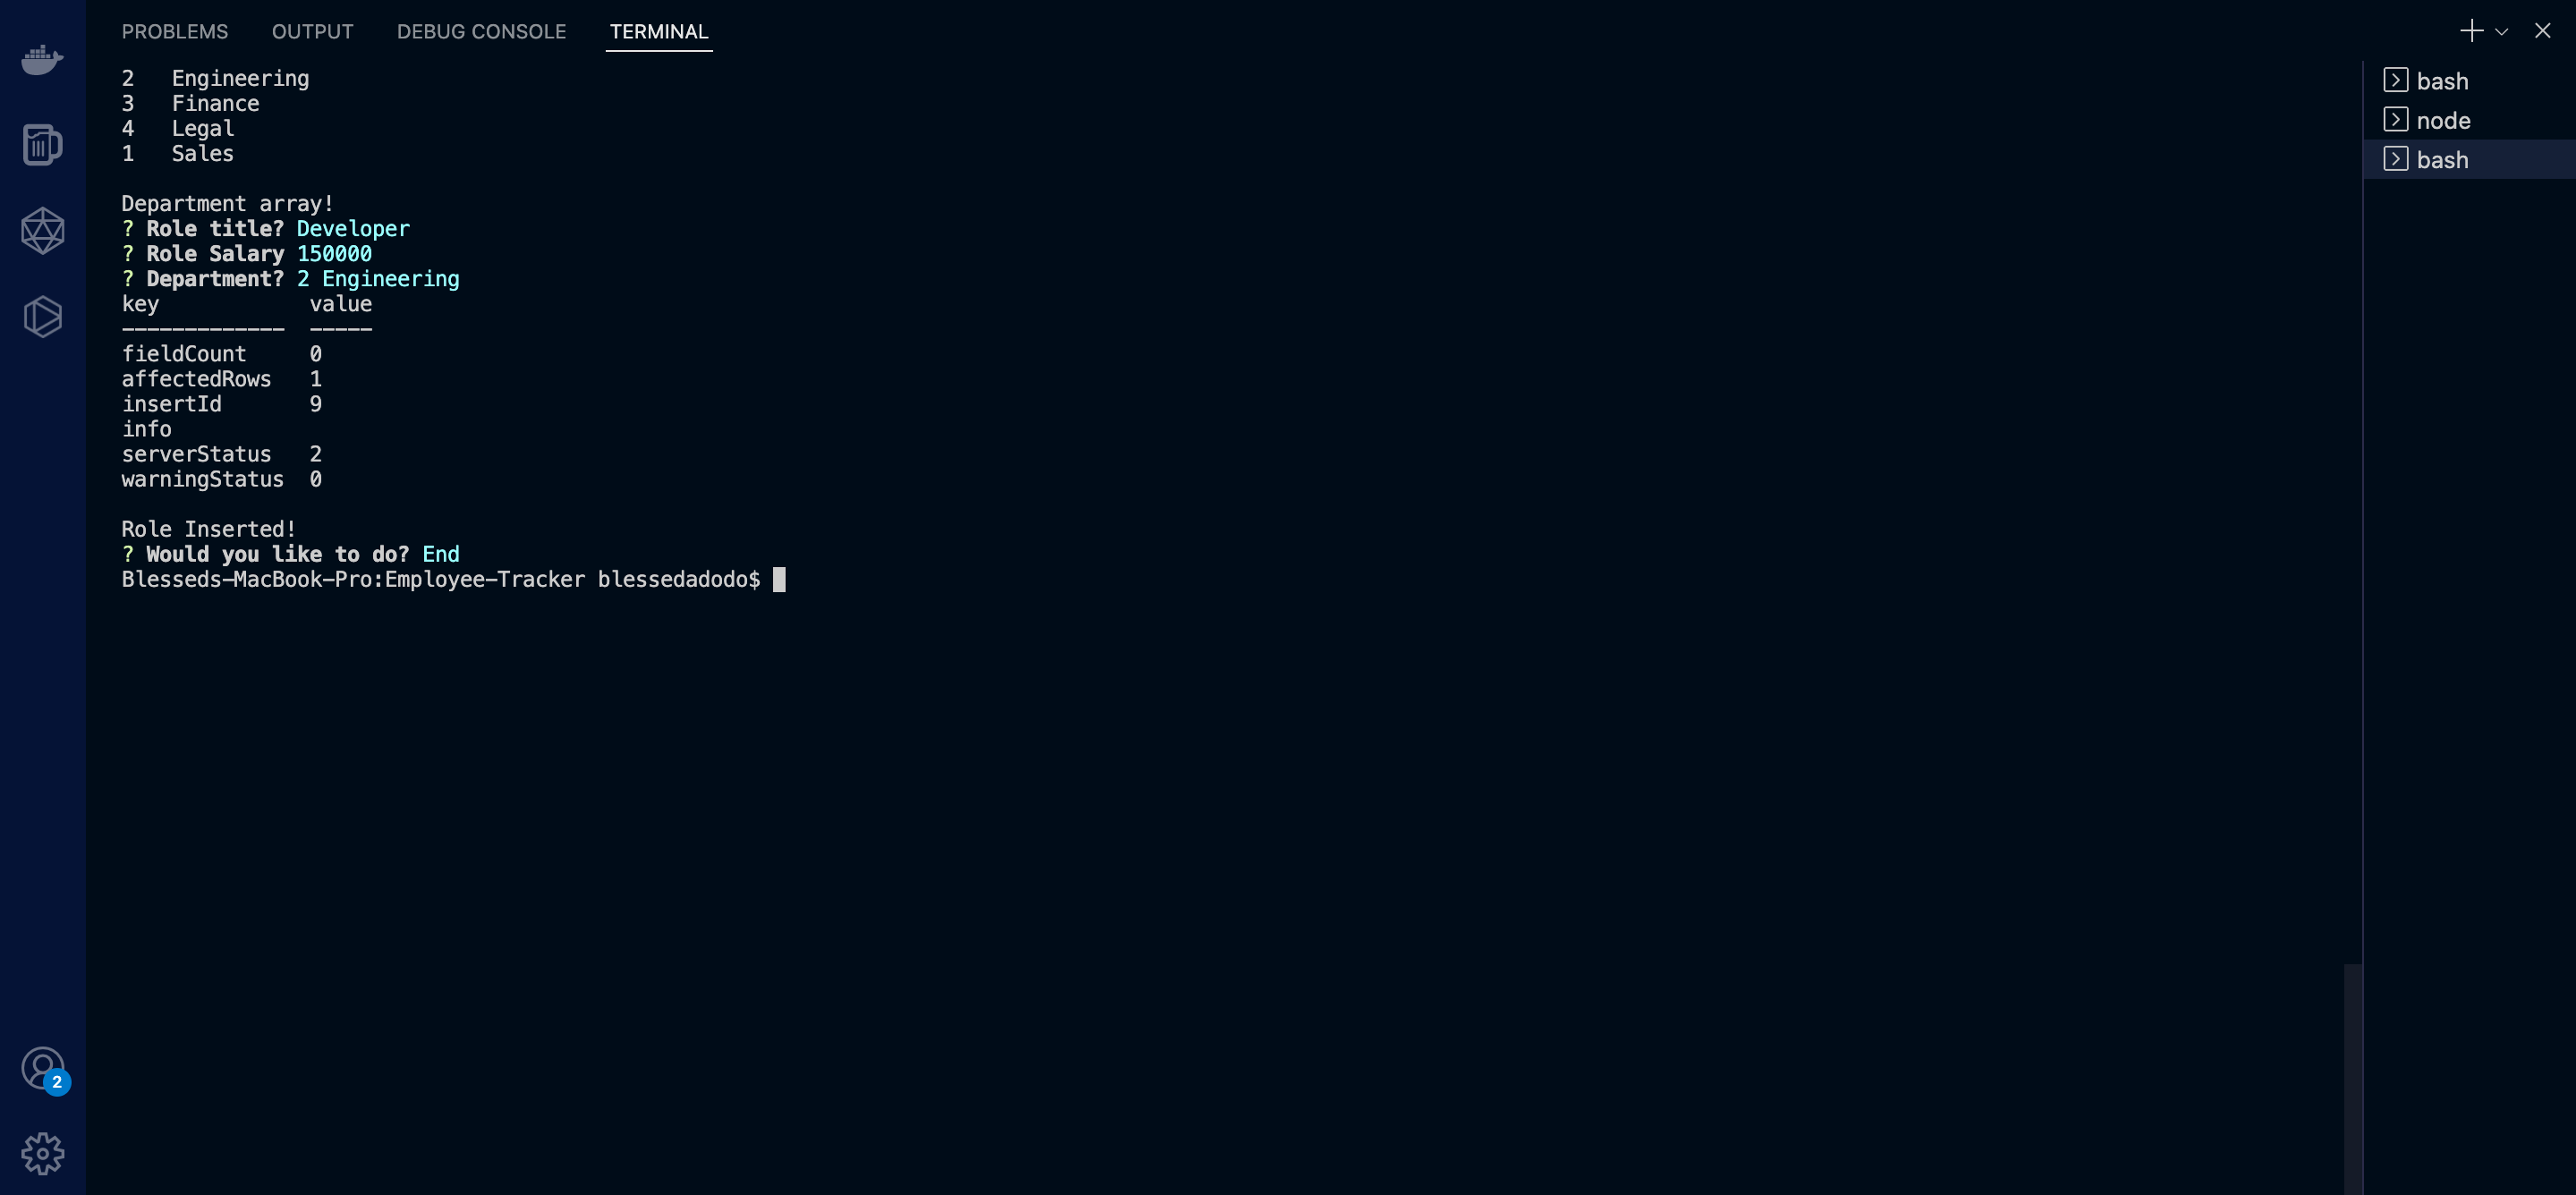 PROBLEMS OUTPUT DEBUG CONSOLE TERMINAL
2 Engineering
3 Finance
4 Legal
1 Sales
Department array!
? Role title? Developer
? Role Salary 150000
? Department? 2 Engineering
key value
------------- -----
fieldCount 0
affectedRows 1
insertId 9
info
serverStatus 2
warningStatus 0
Role Inserted!
? Would you like to do? End
Blesseds-MacBook-Pro:Employee-Tracker blessedadodo$
bash
node
bash
2